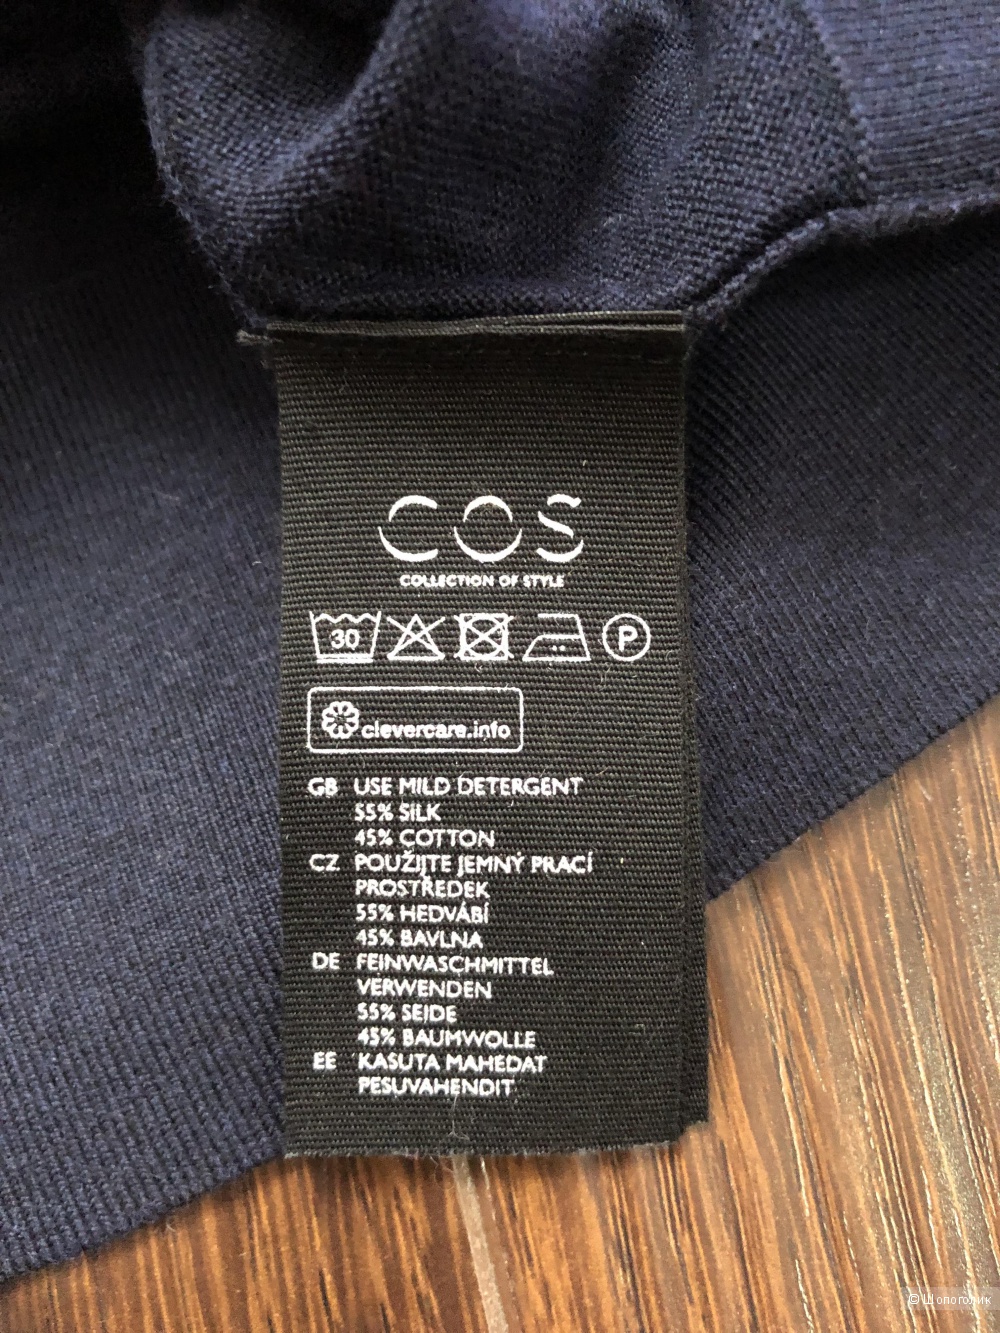 COS
COLLECTION OF STYLE
30 P
clevercare.info
GB USE MILD DETERGENT
55% SILK
45% COTTON
CZ POUŽIJTE JEMNÝ PRACÍ
PROSTŘEDEK
55% HEDVÁBÍ
45% BAVLNA
DE FEINWASCHMITTEL
VERWENDEN
55% SEIDE
45% BAUMWOLLE
EE KASUTA MAHEDAT
PESUVAHENDIT
© Шопоголик